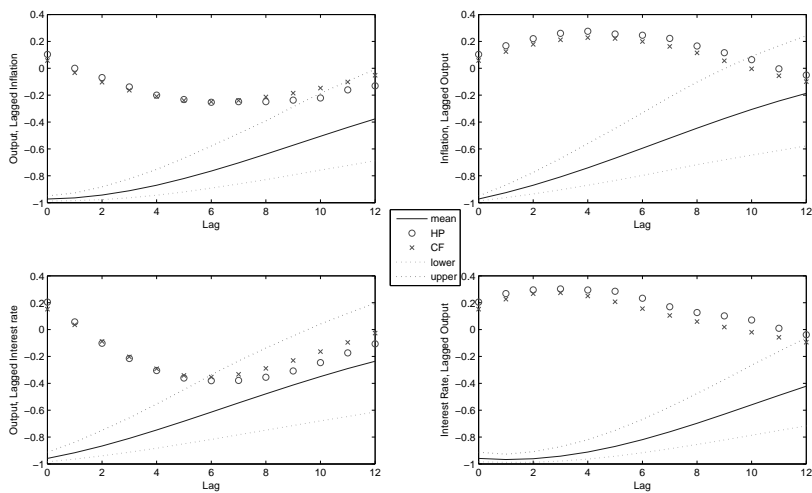 0.4
0.2
0
−0.2
−0.4
−0.6
−0.8
−1
0 2 4 6 8 10 12
Lag
Output, Lagged Inflation
0.4
0.2
0
−0.2
−0.4
−0.6
−0.8
−1
0 2 4 6 8 10 12
Lag
Inflation, Lagged Output
mean
HP
CF
lower
upper
0.4
0.2
0
−0.2
−0.4
−0.6
−0.8
−1
0 2 4 6 8 10 12
Lag
Output, Lagged Interest rate
0.4
0.2
0
−0.2
−0.4
−0.6
−0.8
−1
0 2 4 6 8 10 12
Lag
Interest Rate, Lagged Output